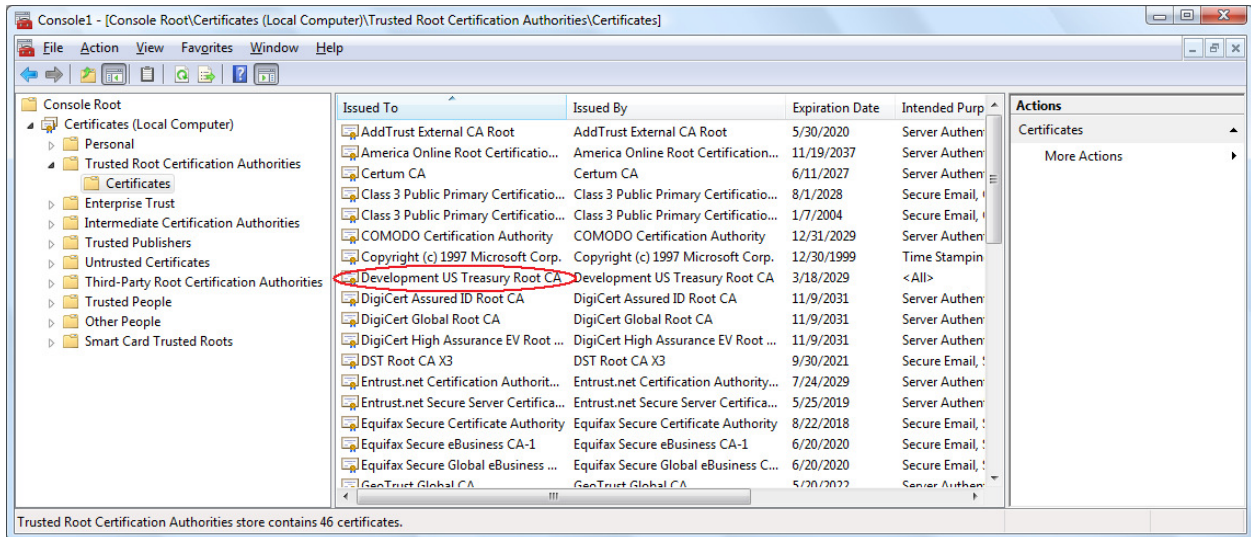 Console1 - [Console Root\Certificates (Local Computer)\Trusted Root Certification Authorities\Certificates]
File Action View Favorites Window Help
Console Root
Certificates (Local Computer)
Personal
Trusted Root Certification Authorities
Certificates
Enterprise Trust
Intermediate Certification Authorities
Trusted Publishers
Untrusted Certificates
Third-Party Root Certification Authorities
Trusted People
Other People
Smart Card Trusted Roots
Issued To Issued By Expiration Date Intended Purp
AddTrust External CA Root AddTrust External CA Root 5/30/2020 Server Authen
America Online Root Certificatio... America Online Root Certification... 11/19/2037 Server Authen
Certum CA Certum CA 6/11/2027 Server Authen
Class 3 Public Primary Certificatio... Class 3 Public Primary Certificatio... 8/1/2028 Secure Email,
Class 3 Public Primary Certificatio... Class 3 Public Primary Certificatio... 1/7/2004 Secure Email,
COMODO Certification Authority COMODO Certification Authority 12/31/2029 Server Authen
Copyright (c) 1997 Microsoft Corp. Copyright (c) 1997 Microsoft Corp. 12/30/1999 Time Stampin
Development US Treasury Root CA Development US Treasury Root CA 3/18/2029 <All>
DigiCert Assured ID Root CA DigiCert Assured ID Root CA 11/9/2031 Server Authen
DigiCert Global Root CA DigiCert Global Root CA 11/9/2031 Server Authen
DigiCert High Assurance EV Root ... DigiCert High Assurance EV Root ... 11/9/2031 Server Authen
DST Root CA X3 DST Root CA X3 9/30/2021 Secure Email,
Entrust.net Certification Authorit... Entrust.net Certification Authority... 7/24/2029 Server Authen
Entrust.net Secure Server Certifica... Entrust.net Secure Server Certifica... 5/25/2019 Server Authen
Equifax Secure Certificate Authority Equifax Secure Certificate Authority 8/22/2018 Secure Email,
Equifax Secure eBusiness CA-1 Equifax Secure eBusiness CA-1 6/20/2020 Secure Email,
Equifax Secure Global eBusiness ... Equifax Secure Global eBusiness C... 6/20/2020 Secure Email,
GeoTrust Global CA GeoTrust Global CA 5/20/2022 Server Authen
Actions
Certificates
More Actions
Trusted Root Certification Authorities store contains 46 certificates.